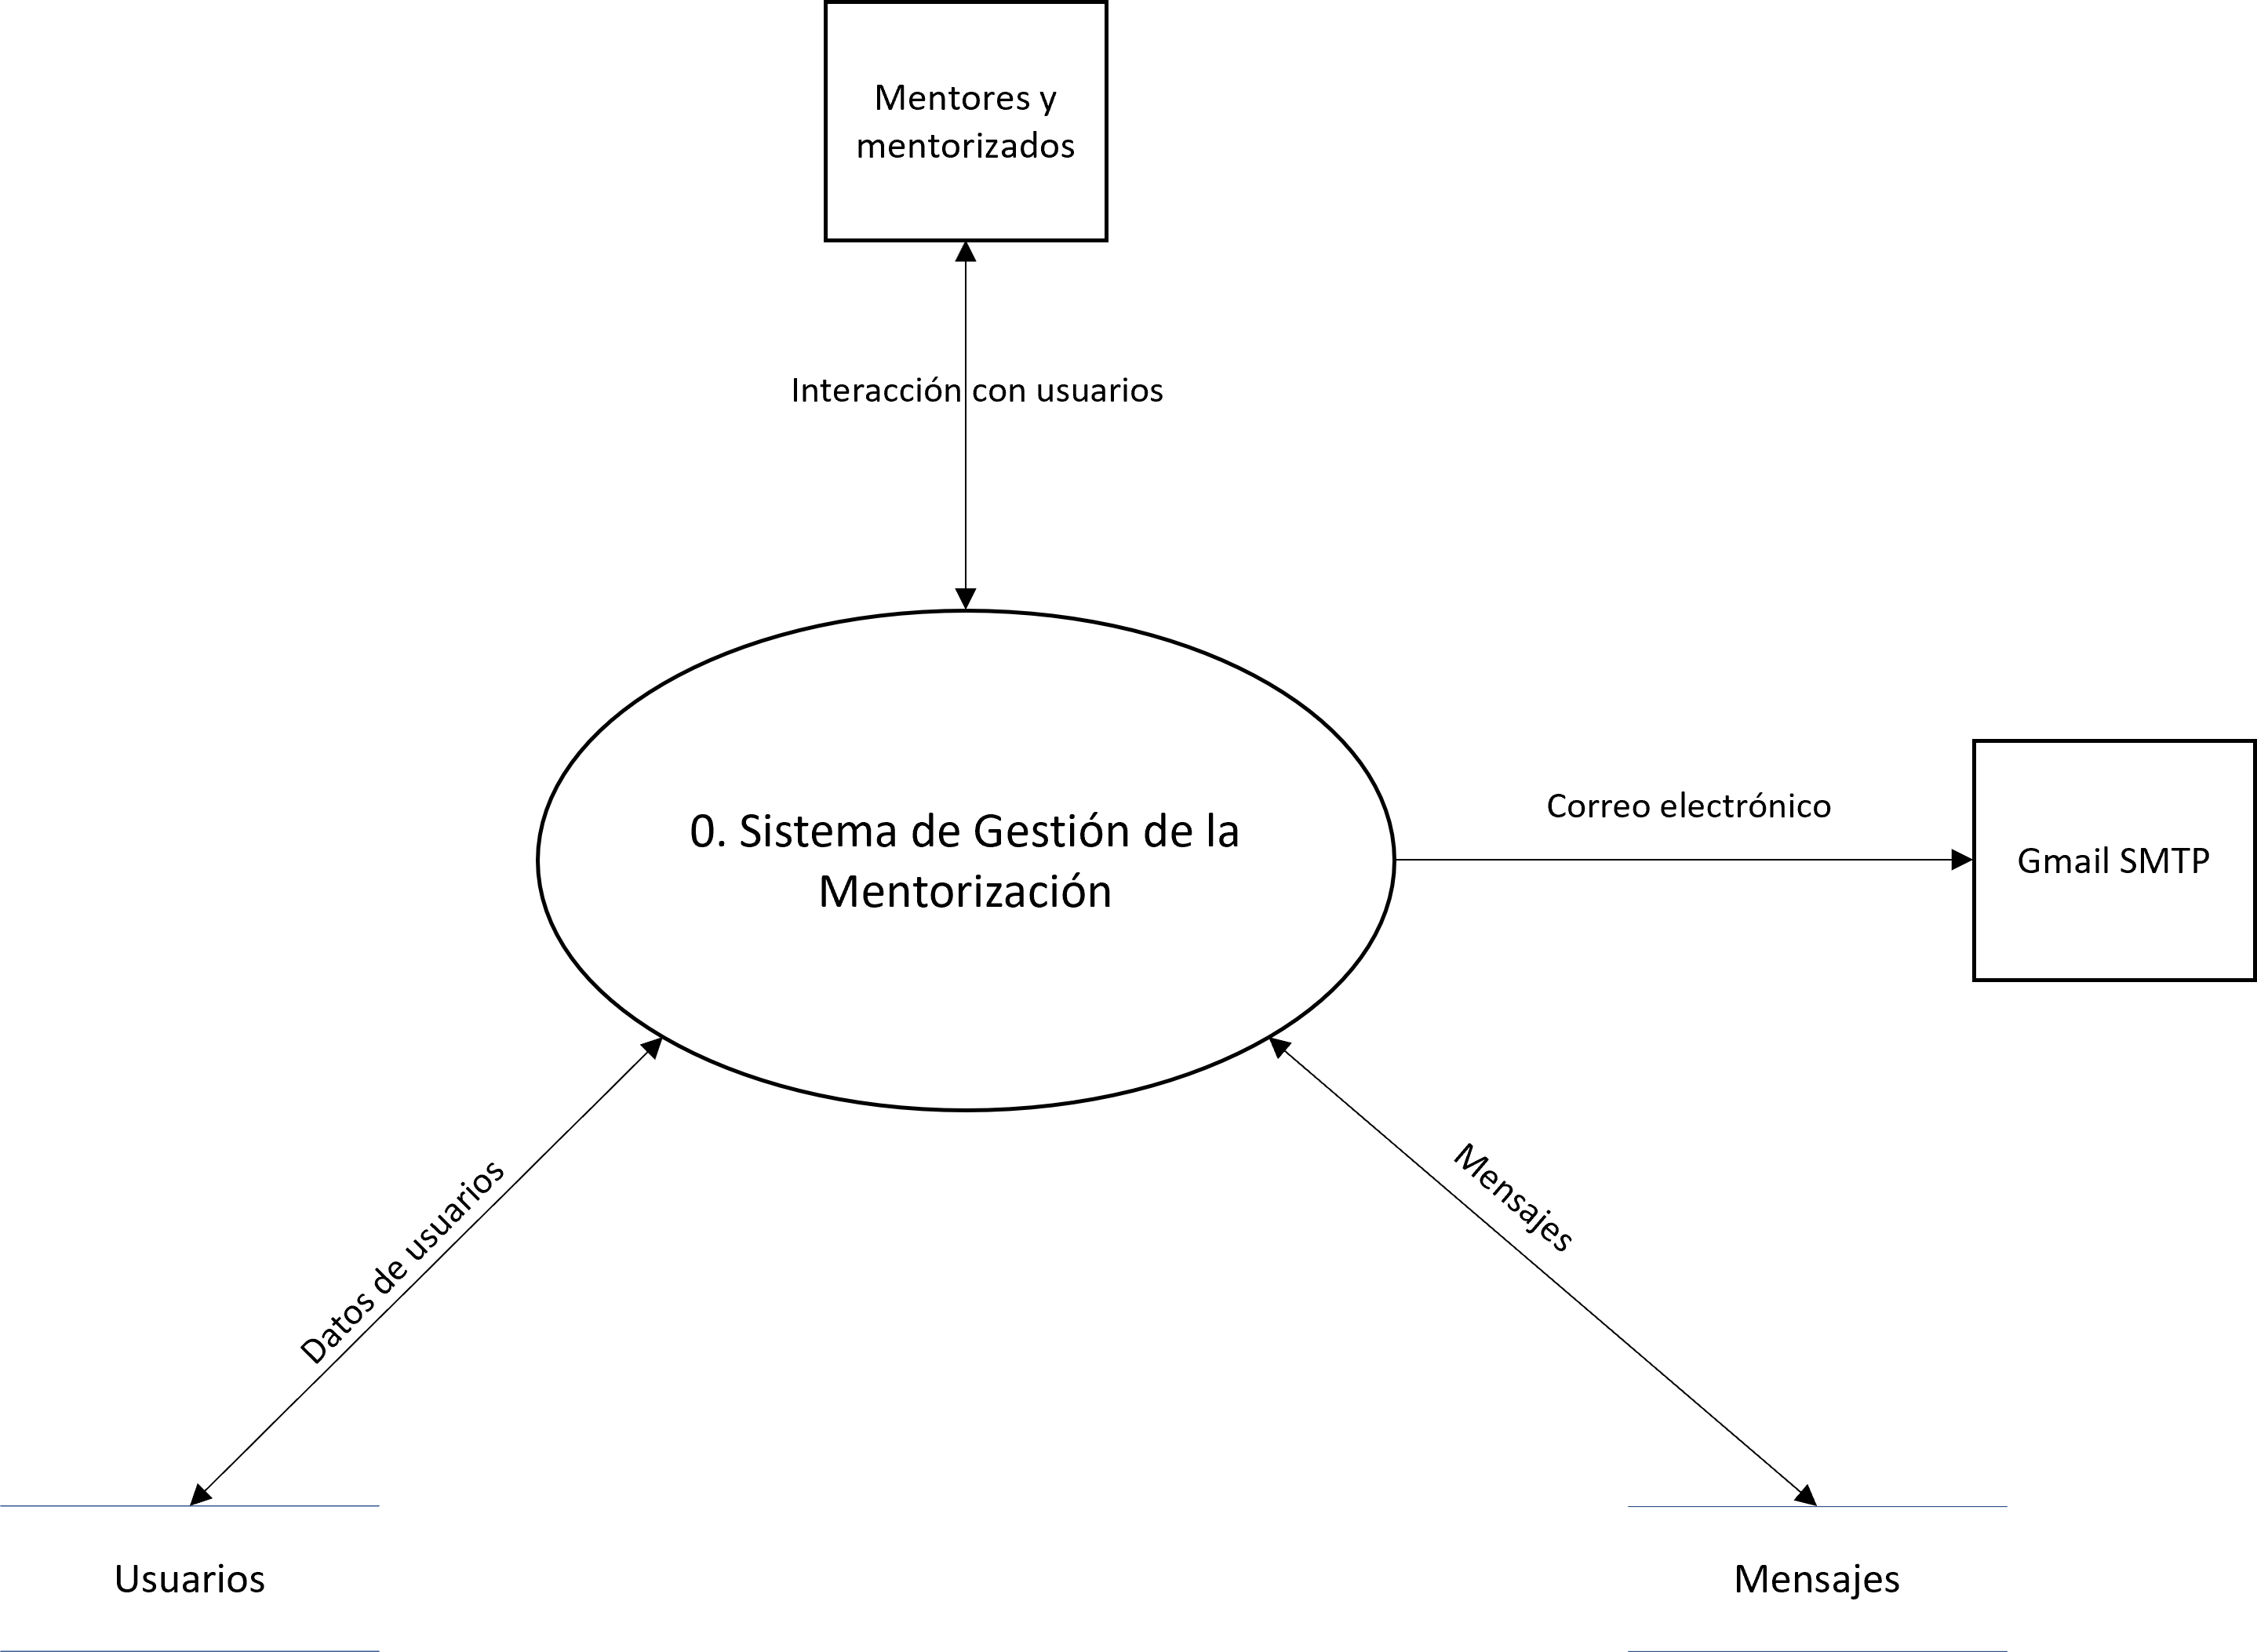 Mentores y
mentorizados
Interacción con usuarios
0. Sistema de Gestión de la
Mentorización
Correo electrónico
Gmail SMTP
Datos de usuarios
Mensajes
Usuarios
Mensajes